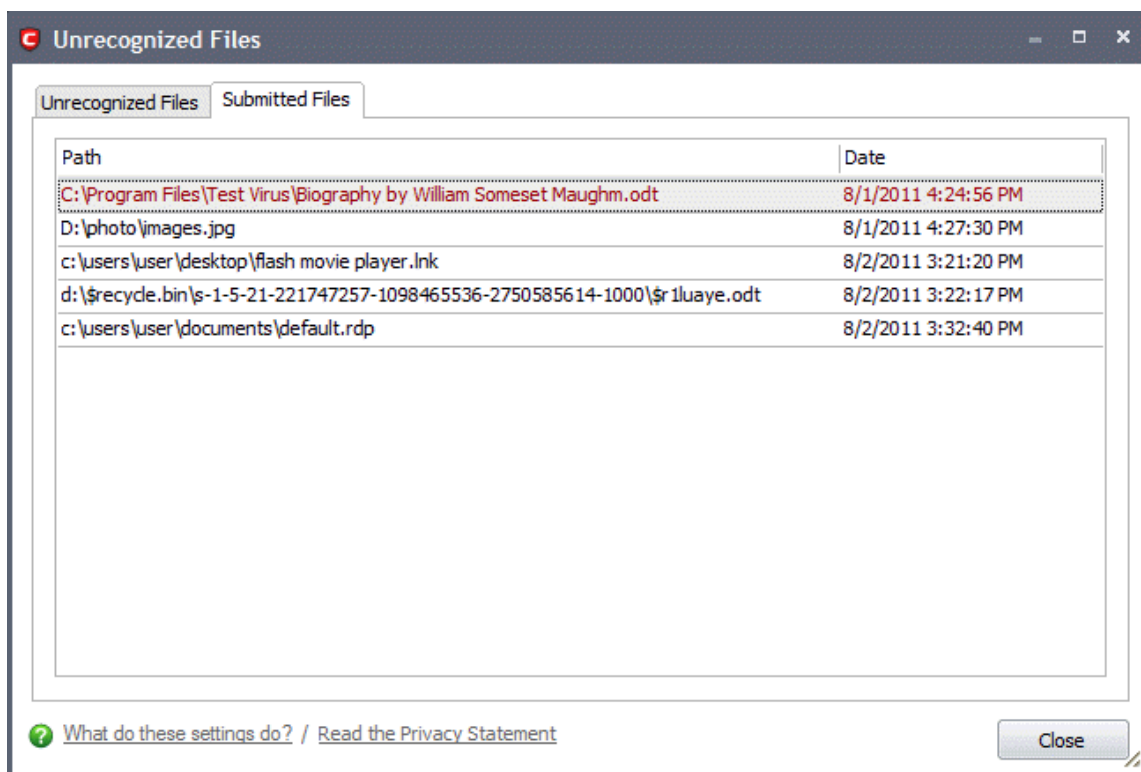 Unrecognized Files
Unrecognized Files Submitted Files
Path Date
C:\Program Files\Test Virus\Biography by William Someset Maughm.odt 8/1/2011 4:24:56 PM
D:\photo\images.jpg 8/1/2011 4:27:30 PM
c:\users\user\desktop\flash movie player.lnk 8/2/2011 3:21:20 PM
d:\$recycle.bin\s-1-5-21-221747257-1098465536-2750585614-1000\$r1luaye.odt 8/2/2011 3:22:17 PM
c:\users\user\documents\default.rdp 8/2/2011 3:32:40 PM
What do these settings do? / Read the Privacy Statement
Close